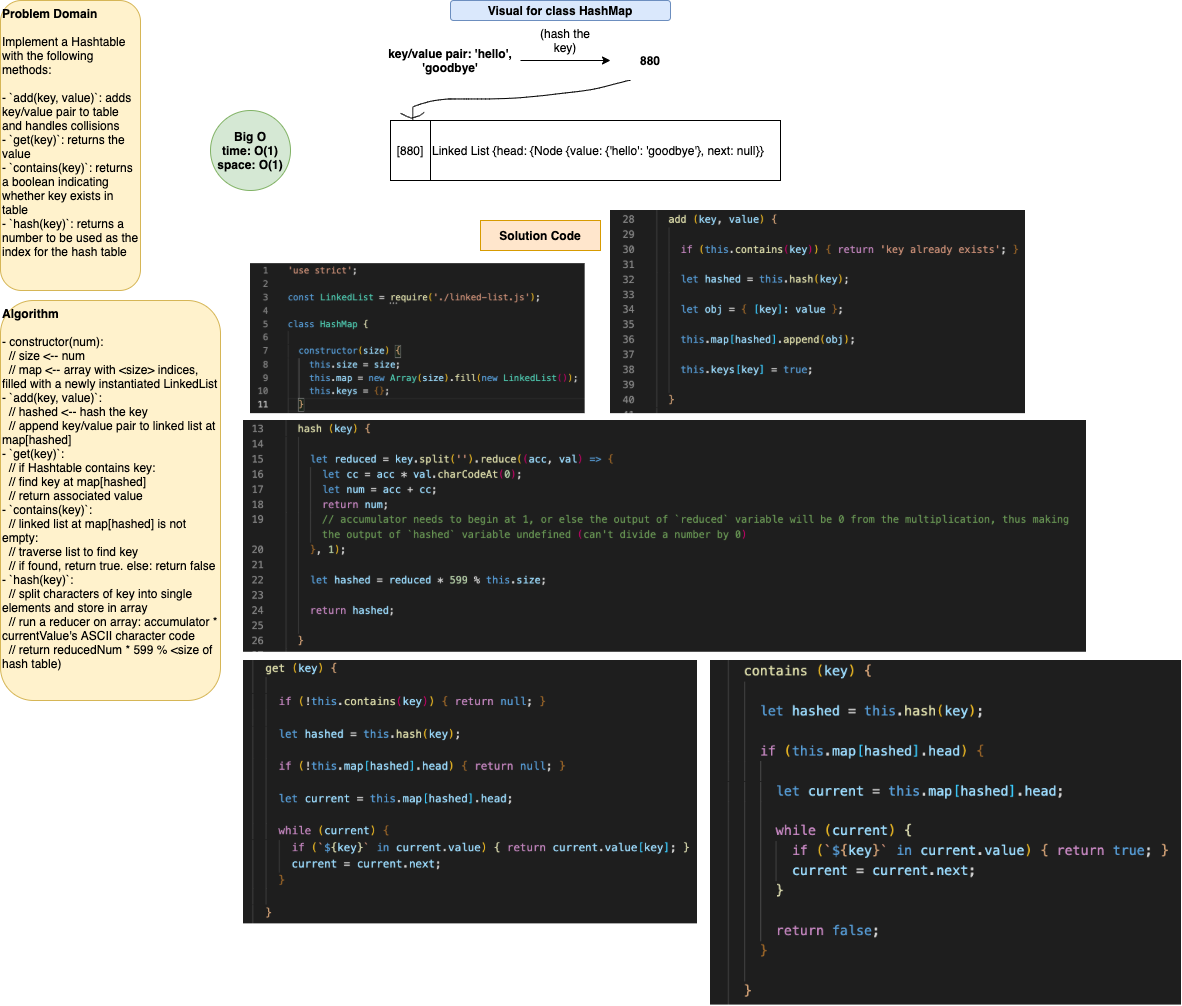 Problem Domain
Implement a Hashtable
with the following
methods:
- `add(key, value)`: adds
key/value pair to table
and handles collisions
- `get(key)`: returns the
value
- `contains(key)`: returns
a boolean indicating
whether key exists in
table
- `hash(key)`: returns a
number to be used as the
index for the hash table
Visual for class HashMap
key/value pair: 'hello',
'goodbye'
(hash the
key)
880
Big O
time: O(1)
space: O(1)
[880]
Linked List {head: {Node {value: {'hello': 'goodbye'}, next: null}}
Algorithm
- constructor(num):
// size <-- num
// map <-- array with <size> indices,
filled with a newly instantiated LinkedList
- `add(key, value)`:
// hashed <-- hash the key
// append key/value pair to linked list at
map[hashed]
- `get(key)`:
// if Hashtable contains key:
// find key at map[hashed]
// return associated value
- `contains(key)`:
// linked list at map[hashed] is not
empty:
// traverse list to find key
// if found, return true. else: return false
- `hash(key)`:
// split characters of key into single
elements and store in array
// run a reducer on array: accumulator *
currentValue's ASCII character code
// return reducedNum * 599 % <size of
hash table)
Solution Code
1 'use strict';
2
3 const LinkedList = require('./linked-list.js');
4
5 class HashMap {
6
7 constructor(size) {
8 this.size = size;
9 this.map = new Array(size).fill(new LinkedList());
10 this.keys = {};
11 }
28 add (key, value) {
29
30 if (this.contains(key)) { return 'key already exists'; }
31
32 let hashed = this.hash(key);
33
34 let obj = { [key]: value };
35
36 this.map[hashed].append(obj);
37
38 this.keys[key] = true;
39
40 }
13 hash (key) {
14
15 let reduced = key.split('').reduce((acc, val) => {
16 let cc = acc * val.charCodeAt(0);
17 let num = acc + cc;
18 return num;
19 // accumulator needs to begin at 1, or else the output of `reduced` variable will be 0 from the multiplication, thus making
the output of `hashed` variable undefined (can't divide a number by 0)
20 }, 1);
21
22 let hashed = reduced * 599 % this.size;
23
24 return hashed;
25
26 }
get (key) {
if (!this.contains(key)) { return null; }
let hashed = this.hash(key);
if (!this.map[hashed].head) { return null; }
let current = this.map[hashed].head;
while (current) {
if (`${key}` in current.value) { return current.value[key]; }
current = current.next;
}
}
contains (key) {
let hashed = this.hash(key);
if (this.map[hashed].head) {
let current = this.map[hashed].head;
while (current) {
if (`${key}` in current.value) { return true; }
current = current.next;
}
return false;
}
}